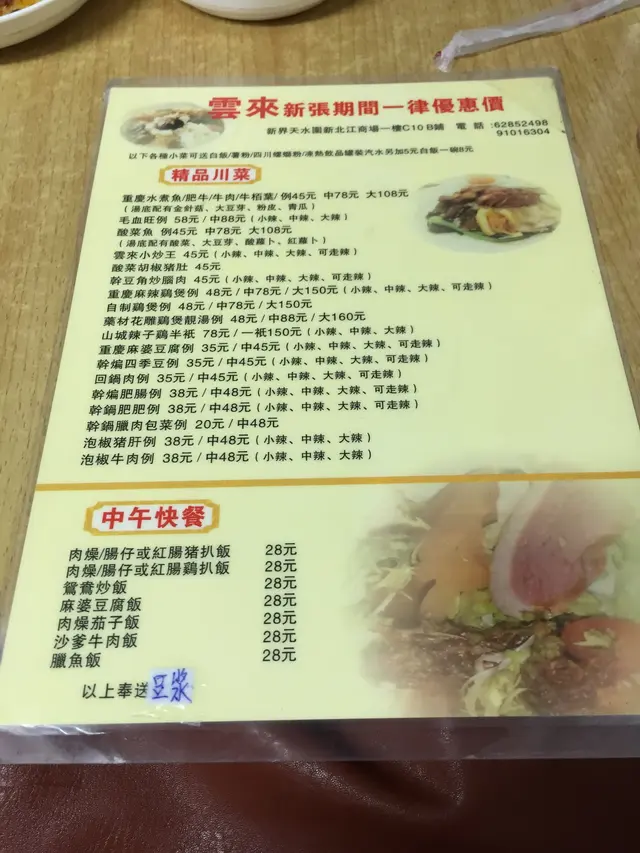 雲來新張期間一律優惠價
新界天水圍新北江商場一樓C10 B鋪 電 話:62852498
91016304
以下各種小菜可送白飯/薯粉/四川螺螄粉/凍熱飲品罐裝汽水另加5元白飯一碗8元
精品川菜
重慶水煮魚/肥牛/牛肉/牛栢葉/ 例45元 中78元 大108元
(湯底配有金針菇、大豆芽、粉皮、青瓜)
毛血旺例 58元 / 中88元 (小辣、中辣、大辣)
酸菜魚 例45元 中78元 大108元
(湯底配有酸菜、大豆芽、酸蘿卜、紅蘿卜)
雲來小炒王 45元 (小辣、中辣、大辣、可走辣)
酸菜胡椒豬肚 45元
幹豆角炒腦肉 45元 (小辣、中辣、大辣、可走辣)
重慶麻辣鷄煲例 48元 / 中78元 / 大150元 (小辣、中辣、大辣、可走辣)
自制鷄煲例 48元 / 中78元 / 大150元
藥材花雕鷄煲靚湯例 48元 / 中88元 / 大160元
山城辣子鷄半衹 78元 / 一衹150元 (小辣、中辣、大辣)
重慶麻婆豆腐例 35元 / 中45元 (小辣、中辣、大辣、可走辣)
幹煸四季豆例 35元 / 中45元 (小辣、中辣、大辣、可走辣)
回鍋肉例 35元 / 中45元 (小辣、中辣、大辣、可走辣)
幹煸肥腸例 38元 / 中48元 (小辣、中辣、大辣、可走辣)
幹鍋肥肥例 38元 / 中48元 (小辣、中辣、大辣、可走辣)
幹鍋臘肉包菜例 20元 / 中48元
泡椒猪肝例 38元 / 中48元 (小辣、中辣、大辣)
泡椒牛肉例 38元 / 中48元 (小辣、中辣、大辣)
中午快餐
肉燥/腸仔或紅腸豬扒飯 28元
肉燥/腸仔或紅腸鷄扒飯 28元
鴛鴦炒飯 28元
麻婆豆腐飯 28元
肉燥茄子飯 28元
沙爹牛肉飯 28元
臘魚飯 28元
以上奉送豆漿